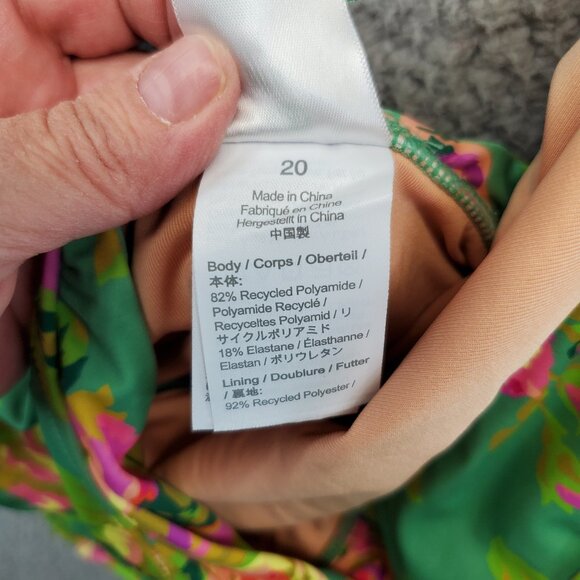 20
Made in China
Fabriqué en Chine
Hergestellt in China
中国製
Body / Corps / Oberteil /
本体:
82% Recycled Polyamide /
Polyamide Recyclé /
Recyceltes Polyamid / リ
サイクルポリアミド
18% Elastane / Élasthanne /
Elastan / ポリウレタン
Lining / Doublure / Futter
/ 裏地:
92% Recycled Polyester /